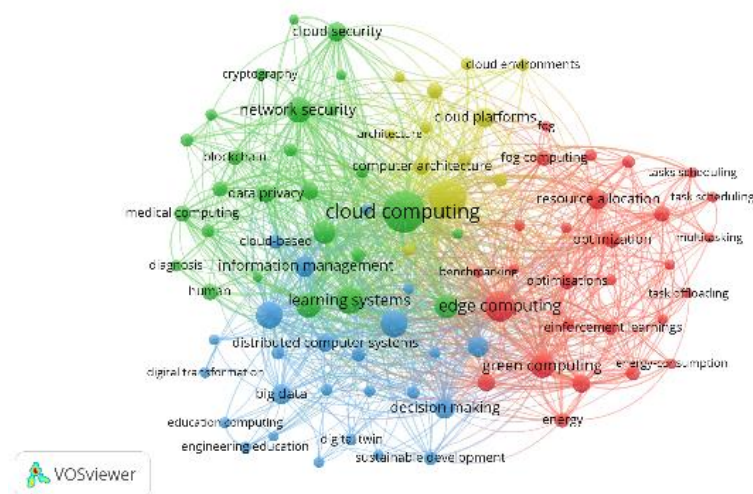 cloud security
cloud environments
cryptography
network security
cloud platforms
architecture
fog
blockchain
computer architecture
fog computing
tasks scheduling
data privacy
resource allocation
task scheduling
medical computing
cloud computing
cloud-based
optimization
multitasking
diagnosis
information management
benchmarking
optimisations
human
learning systems
edge computing
task offloading
reinforcement learnings
distributed computer systems
digital transformation
green computing
energy-consumption
big data
decision making
education computing
energy
engineering education
digital twin
sustainable development
VOSviewer